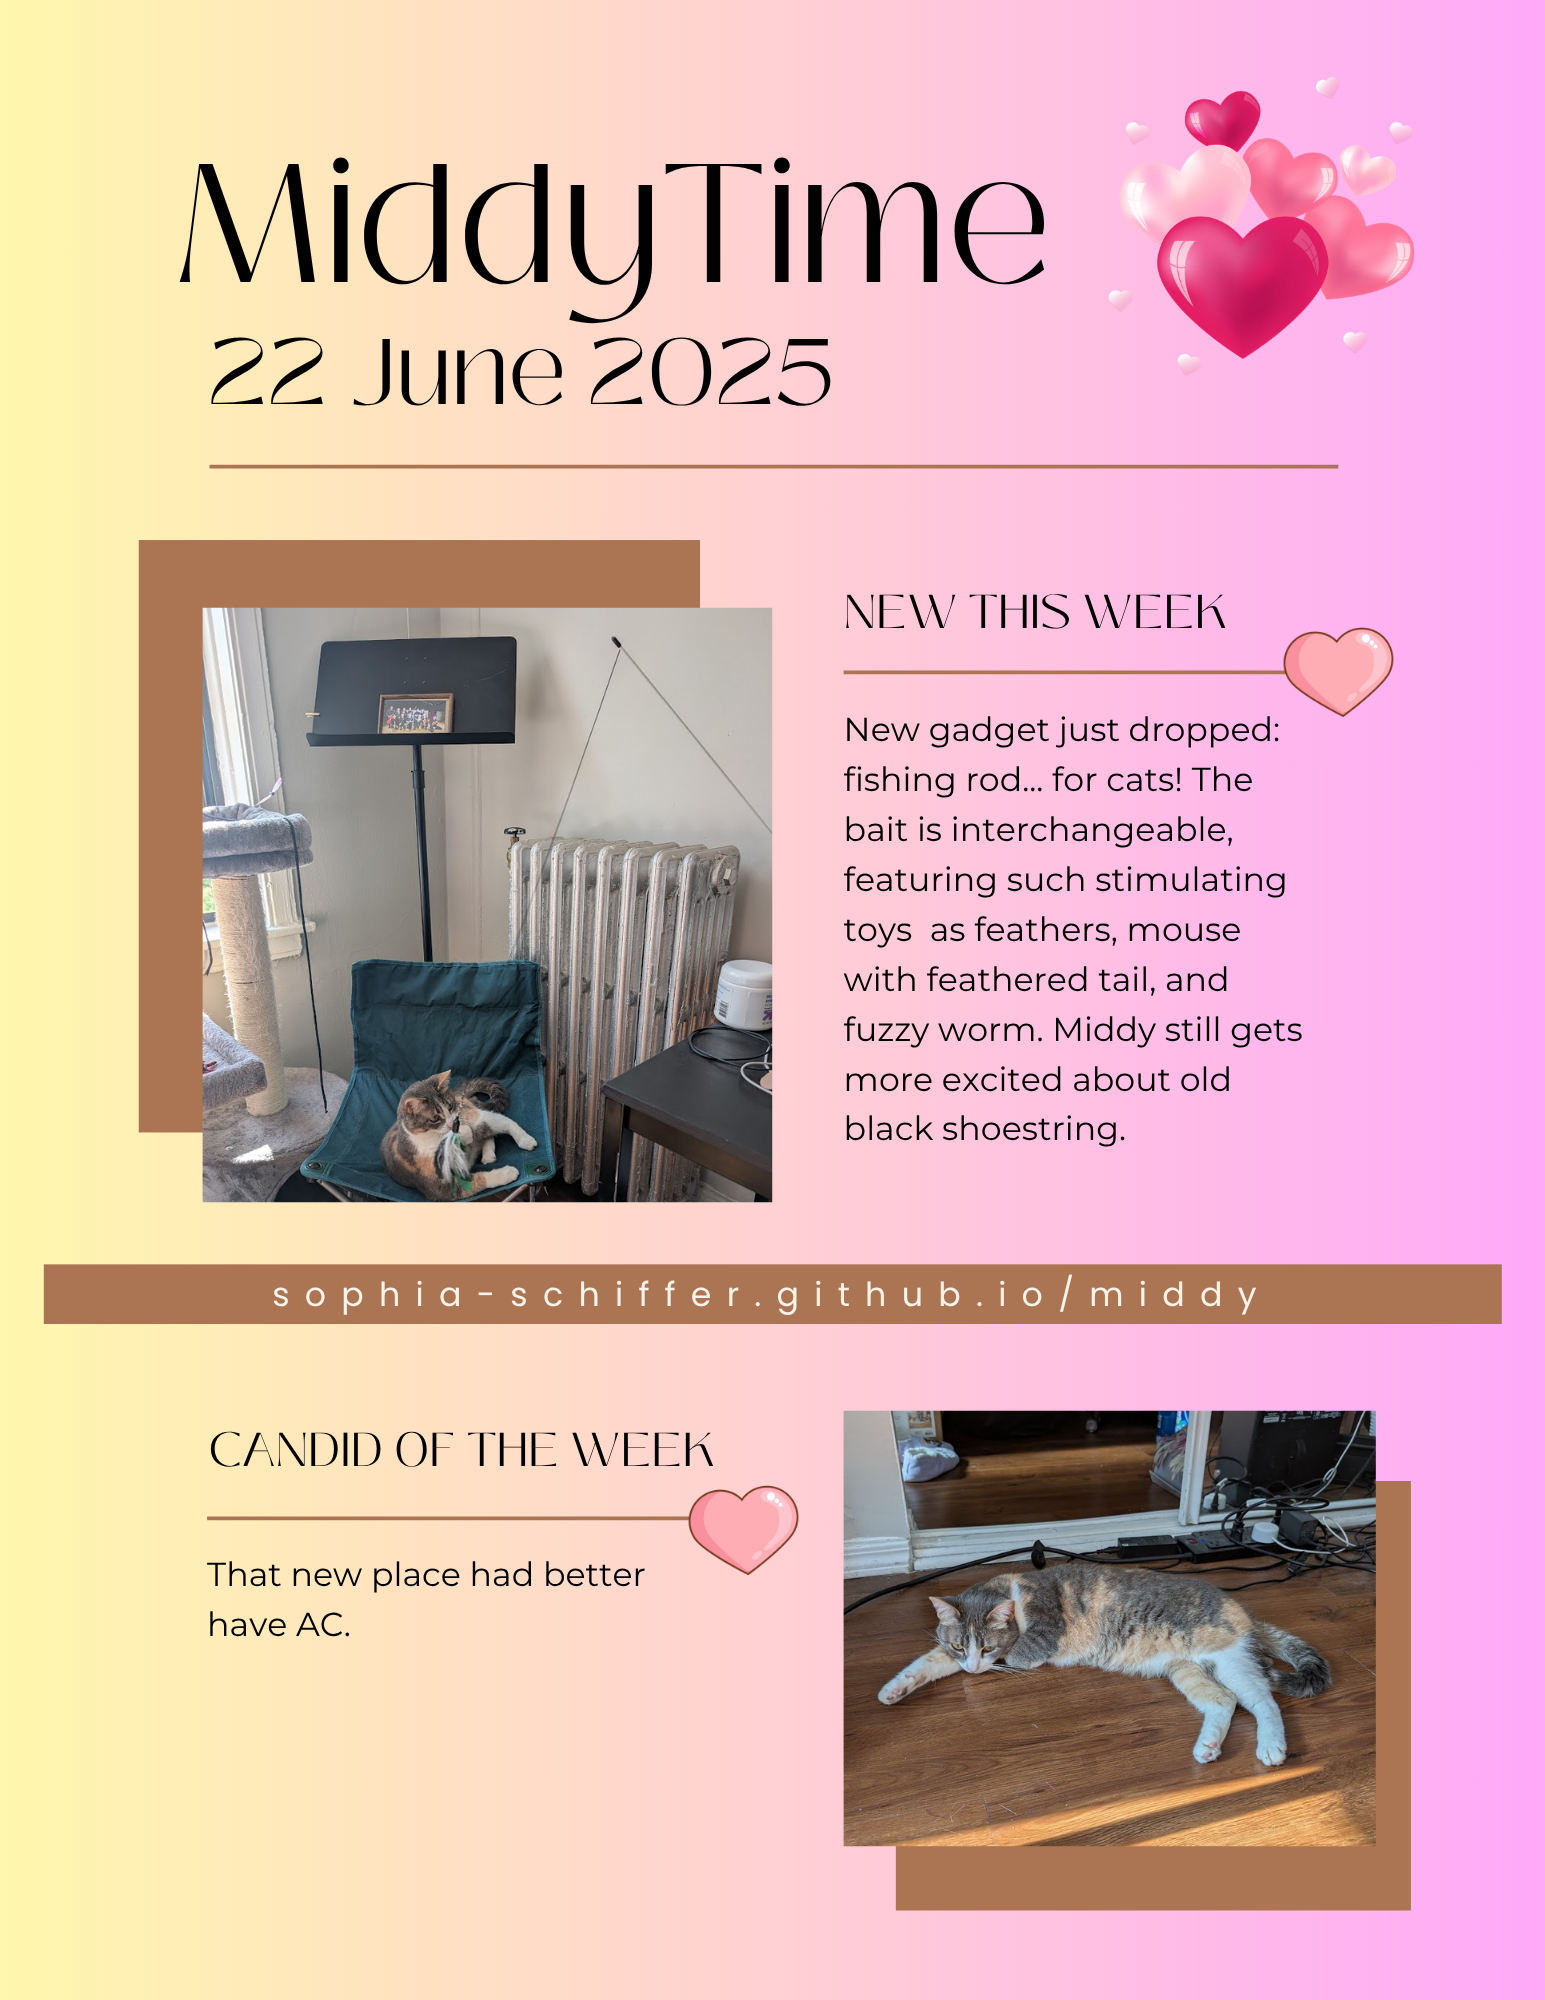 MiddyTime
22 June 2025
NEW THIS WEEK
New gadget just dropped:
fishing rod... for cats! The
bait is interchangeable,
featuring such stimulating
toys  as feathers, mouse
with feathered tail, and
fuzzy worm. Middy still gets
more excited about old
black shoestring.
sophia-schiffer.github.io/middy
CANDID OF THE WEEK
That new place had better
have AC.